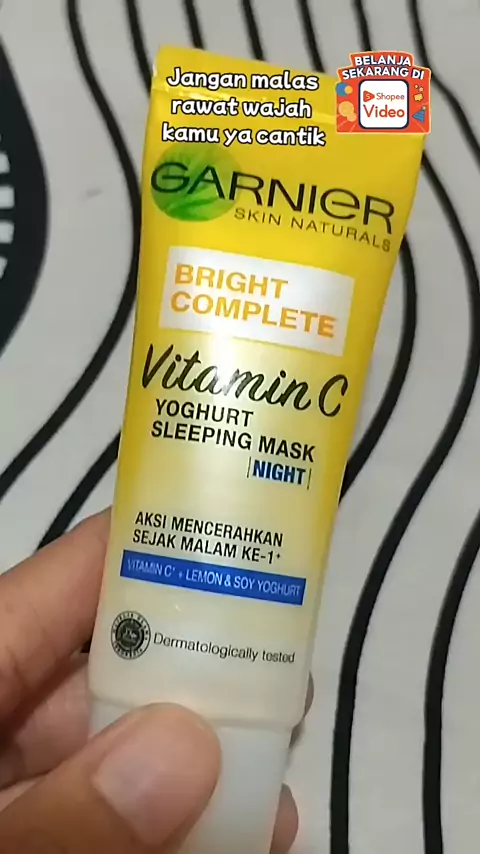 Jangan malas
rawat wajah
kamu ya cantik
BELANJA
SEKARANG DI
Shopee
Video
GARNIER
SKIN NATURALS
BRIGHT
COMPLETE
Vitamin C
YOGHURT
SLEEPING MASK
|NIGHT|
AKSI MENCERAHKAN
SEJAK MALAM KE-1+
VITAMIN C* + LEMON & SOY YOGHURT
Dermatologically tested